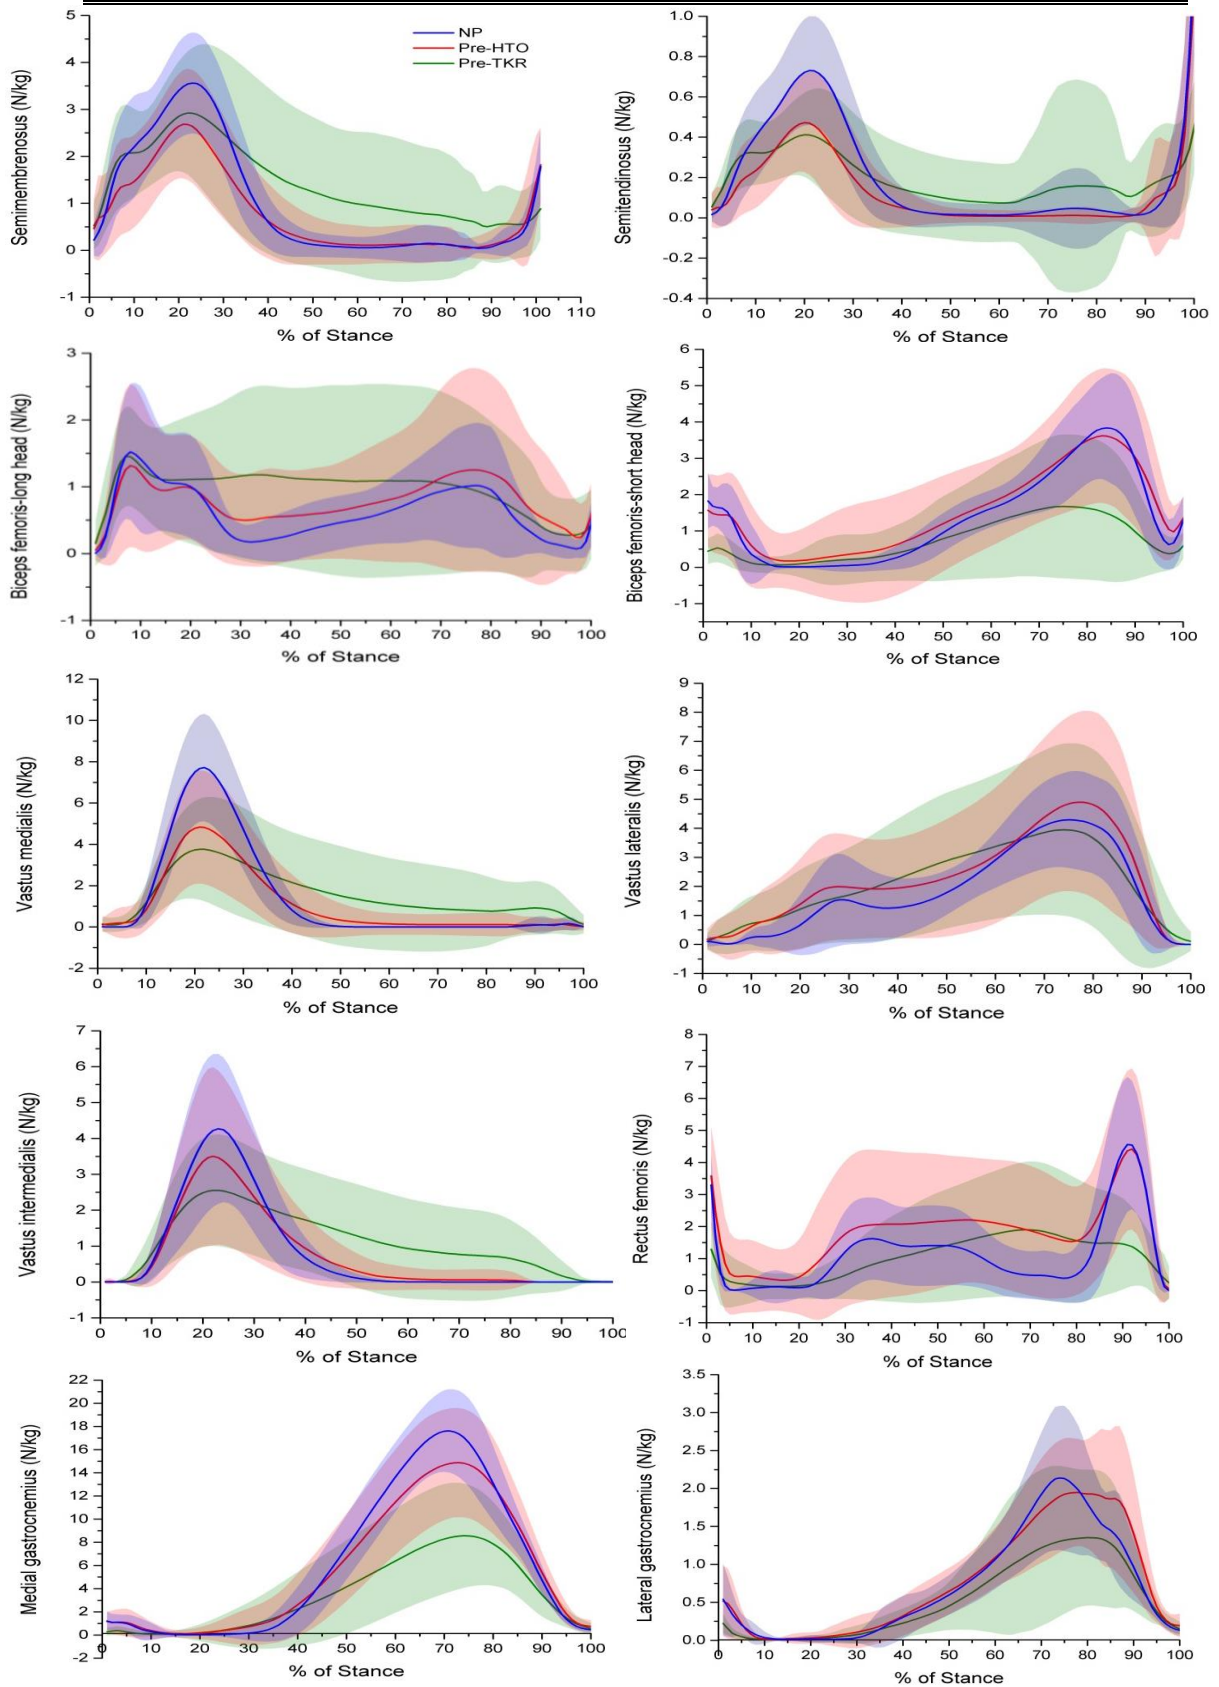 5
4
3
2
1
0
-1
Semimembrenosus (N/kg)
NP
Pre-HTO
Pre-TKR
0 10 20 30 40 50 60 70 80 90 100 110
% of Stance
1.0
0.8
0.6
0.4
0.2
0.0
-0.2
-0.4
Semitendinosus (N/kg)
0 10 20 30 40 50 60 70 80 90 100
% of Stance
3
2
1
0
-1
Biceps femoris-long head (N/kg)
0 10 20 30 40 50 60 70 80 90 100
% of Stance
6
5
4
3
2
1
0
-1
Biceps femoris-short head (N/kg)
0 10 20 30 40 50 60 70 80 90 100
% of Stance
12
10
8
6
4
2
0
-2
Vastus medialis (N/kg)
0 10 20 30 40 50 60 70 80 90 100
% of Stance
9
8
7
6
5
4
3
2
1
0
-1
Vastus lateralis (N/kg)
0 10 20 30 40 50 60 70 80 90 100
% of Stance
7
6
5
4
3
2
1
0
-1
Vastus intermedialis (N/kg)
0 10 20 30 40 50 60 70 80 90 100
% of Stance
8
7
6
5
4
3
2
1
0
-1
Rectus femoris (N/kg)
0 10 20 30 40 50 60 70 80 90 100
% of Stance
22
20
18
16
14
12
10
8
6
4
2
0
-2
Medial gastrocnemius (N/kg)
0 10 20 30 40 50 60 70 80 90 100
% of Stance
3.5
3.0
2.5
2.0
1.5
1.0
0.5
0.0
Lateral gastrocnemius (N/kg)
0 10 20 30 40 50 60 70 80 90 100
% of Stance